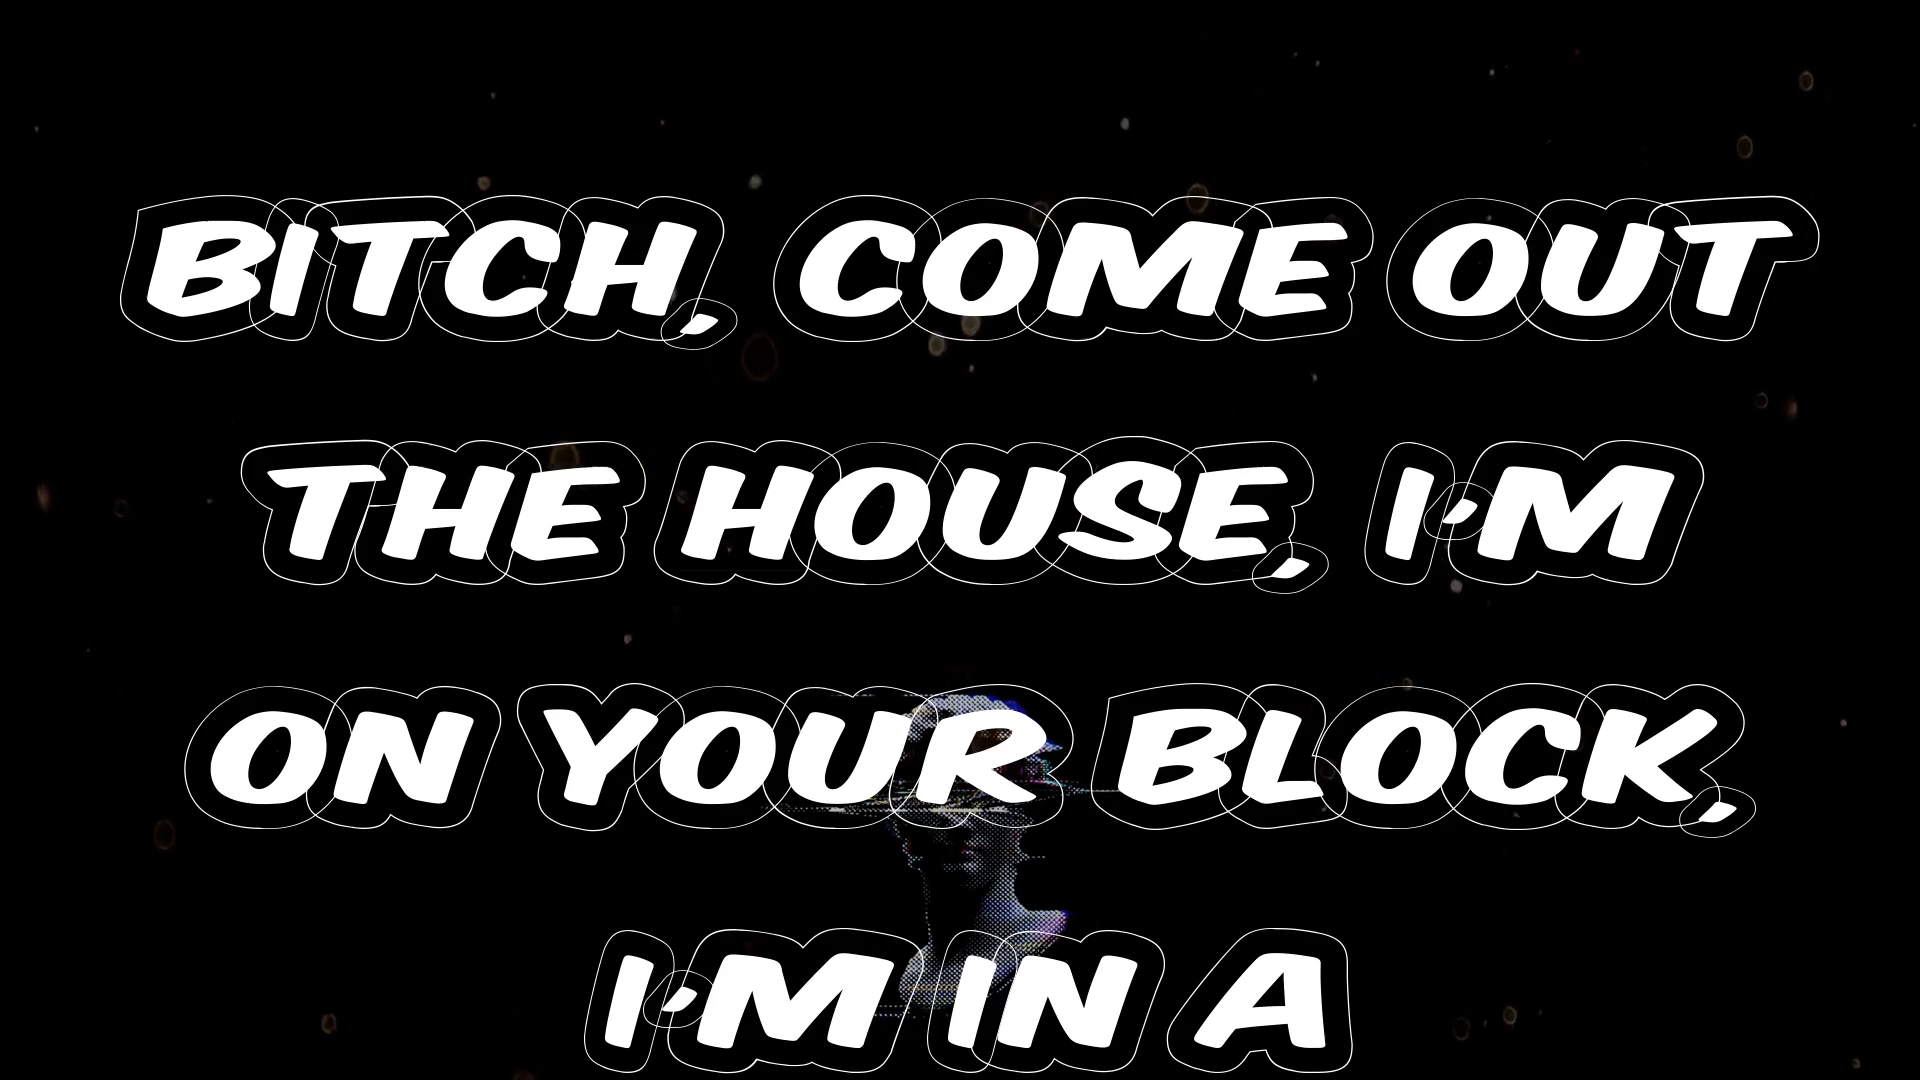 BITCH, COME OUT
THE HOUSE, I'M
ON YOUR BLOCK,
I'M IN A